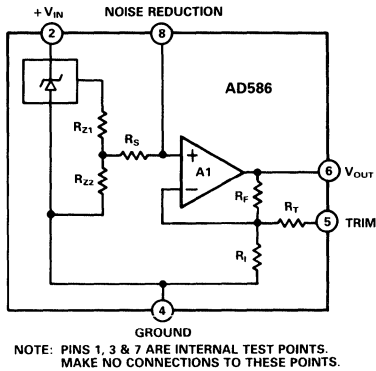 +VIN
NOISE REDUCTION
2
8
AD586
RZ1
RS
RZ2
+
A1
−
6
VOUT
RF
RT
5
TRIM
RI
4
GROUND
NOTE: PINS 1, 3 & 7 ARE INTERNAL TEST POINTS.
MAKE NO CONNECTIONS TO THESE POINTS.